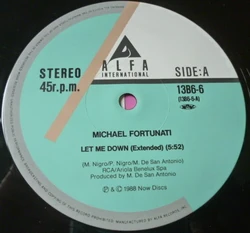 ALFA
INTERNATIONAL
STEREO
45r.p.m.
SIDE:A
13B6-6
(13B6-6-A)
MICHAEL FORTUNATI
LET ME DOWN (Extended) (5:52)
(M. Nigro/P. Nigro/M. De San Antonio)
RCA/Ariola Benelux Spa
Produced by M. De San Antonio
℗ & © 1988 Now Discs